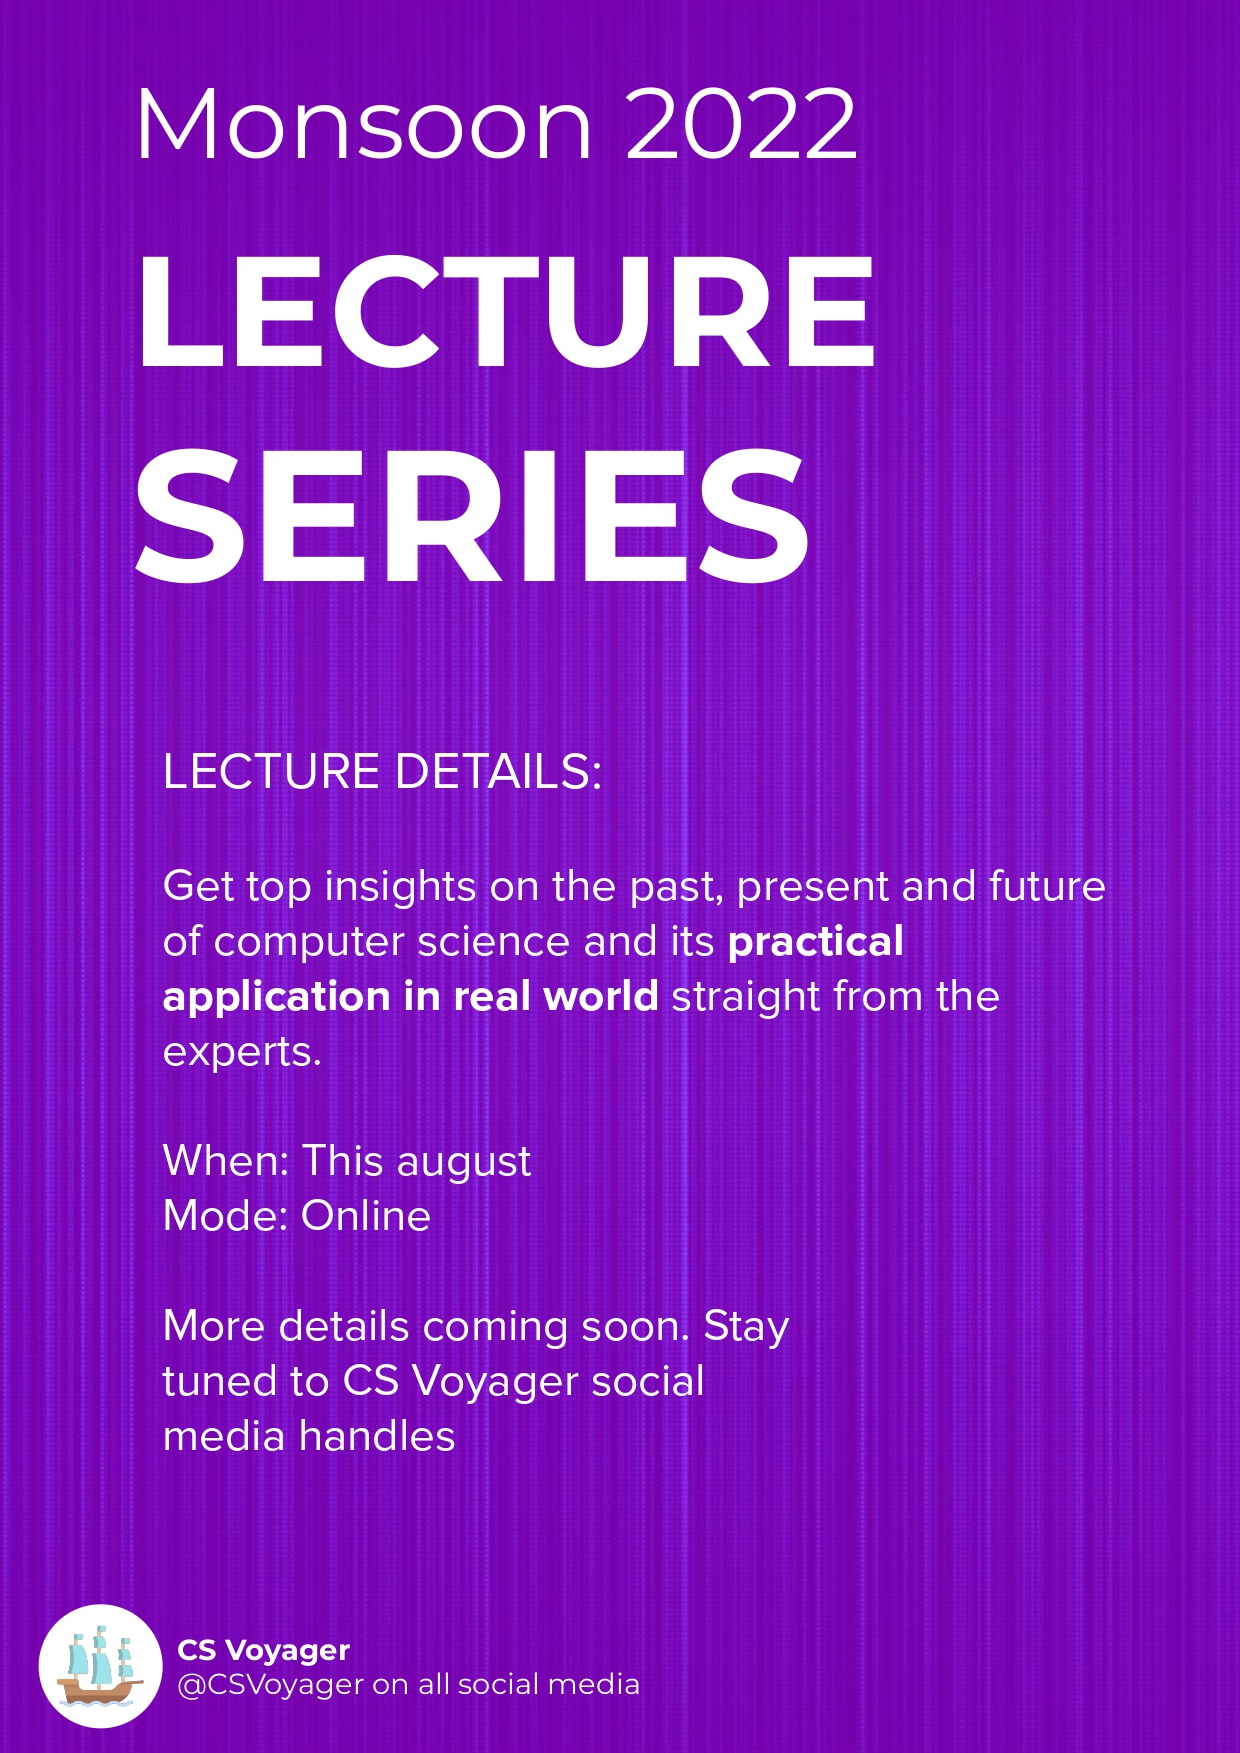 Monsoon 2022
LECTURE
SERIES
LECTURE DETAILS:
Get top insights on the past, present and future
of computer science and its practical
application in real world straight from the
experts.
When: This august
Mode: Online
More details coming soon. Stay
tuned to CS Voyager social
media handles
CS Voyager
@CSVoyager on all social media